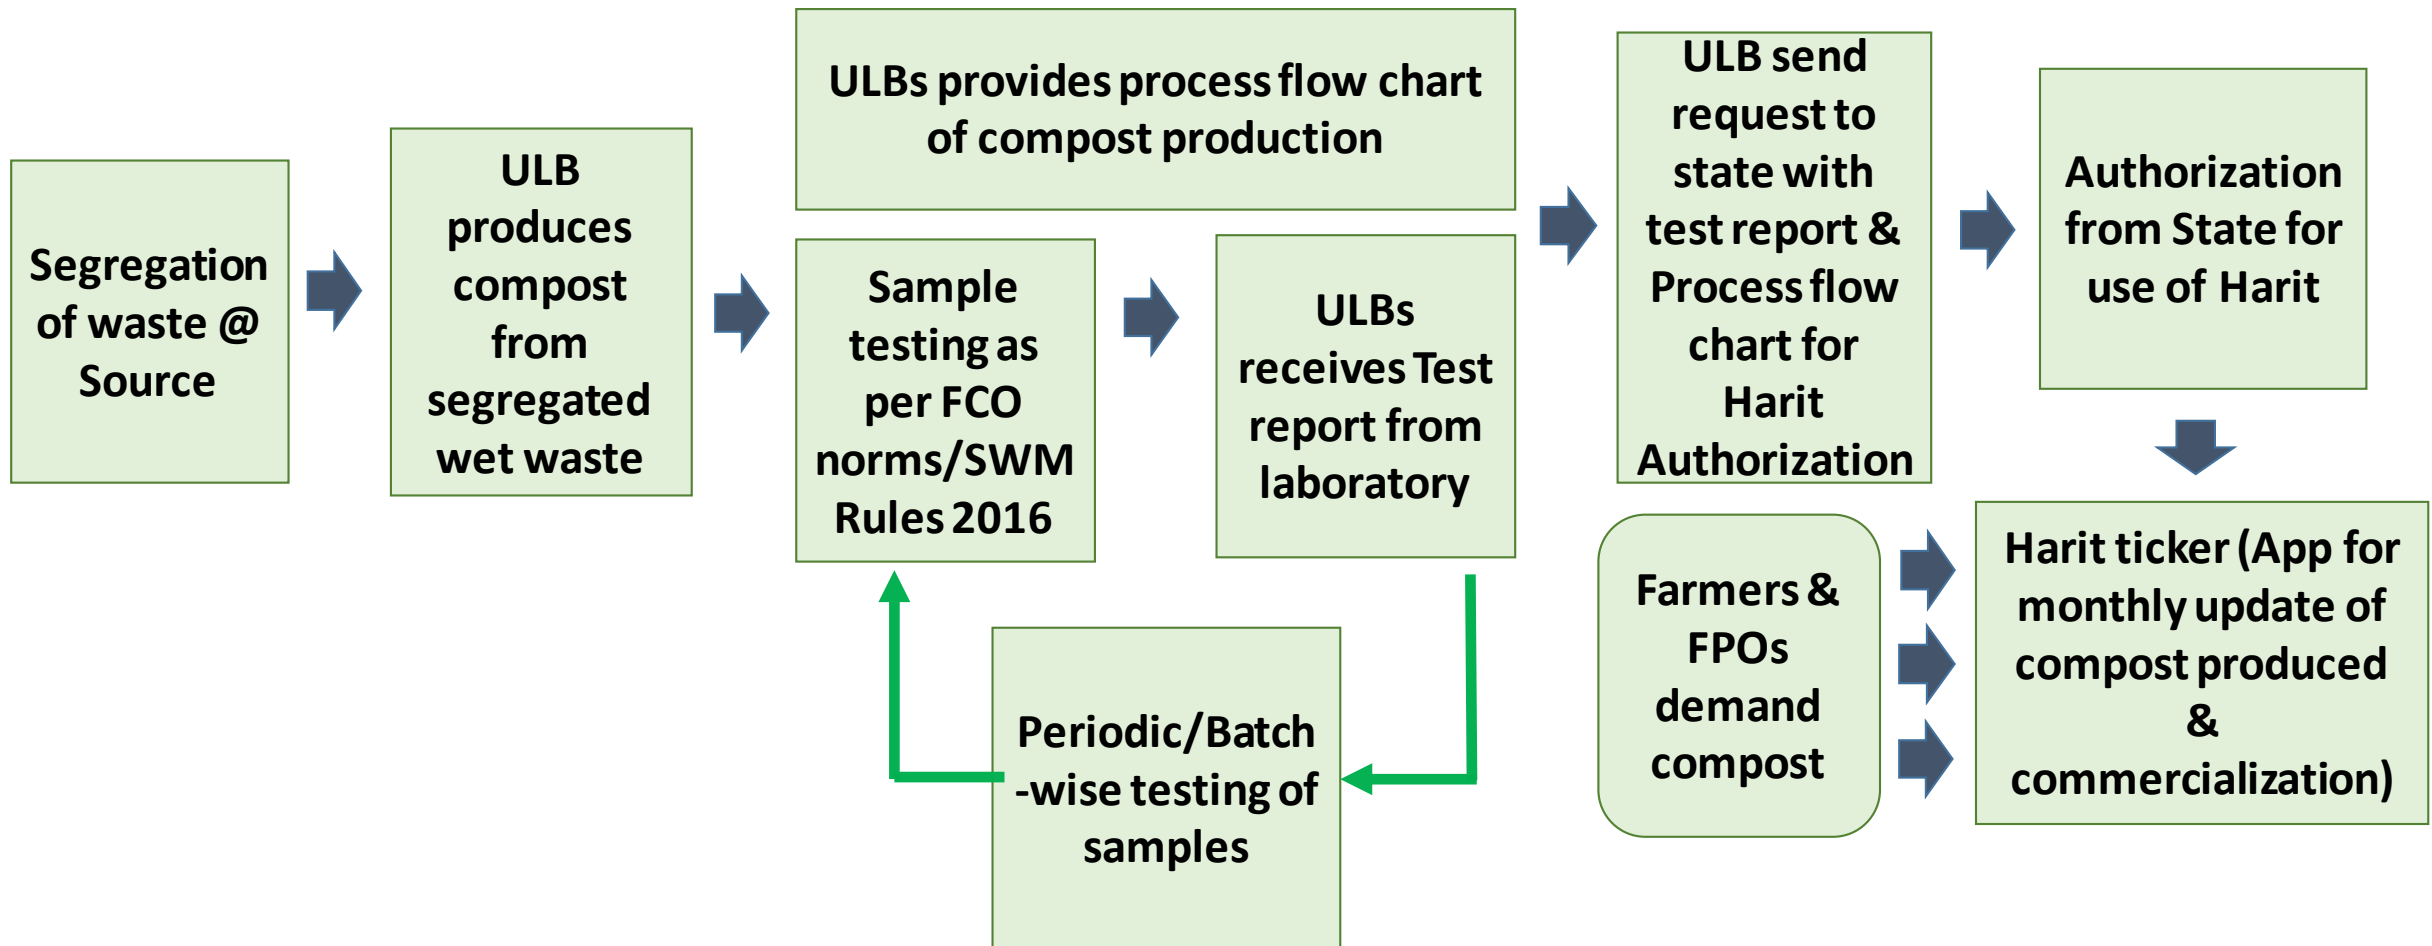 Segregation
of waste @
Source
ULB
produces
compost
from
segregated
wet waste
ULBs provides process flow chart
of compost production
Sample
testing as
per FCO
norms/SWM
Rules 2016
ULBs
receives Test
report from
laboratory
Periodic/Batch
-wise testing of
samples
ULB send
request to
state with
test report &
Process flow
chart for
Harit
Authorization
Authorization
from State for
use of Harit
Farmers &
FPOs
demand
compost
Harit ticker (App for
monthly update of
compost produced
&
commercialization)